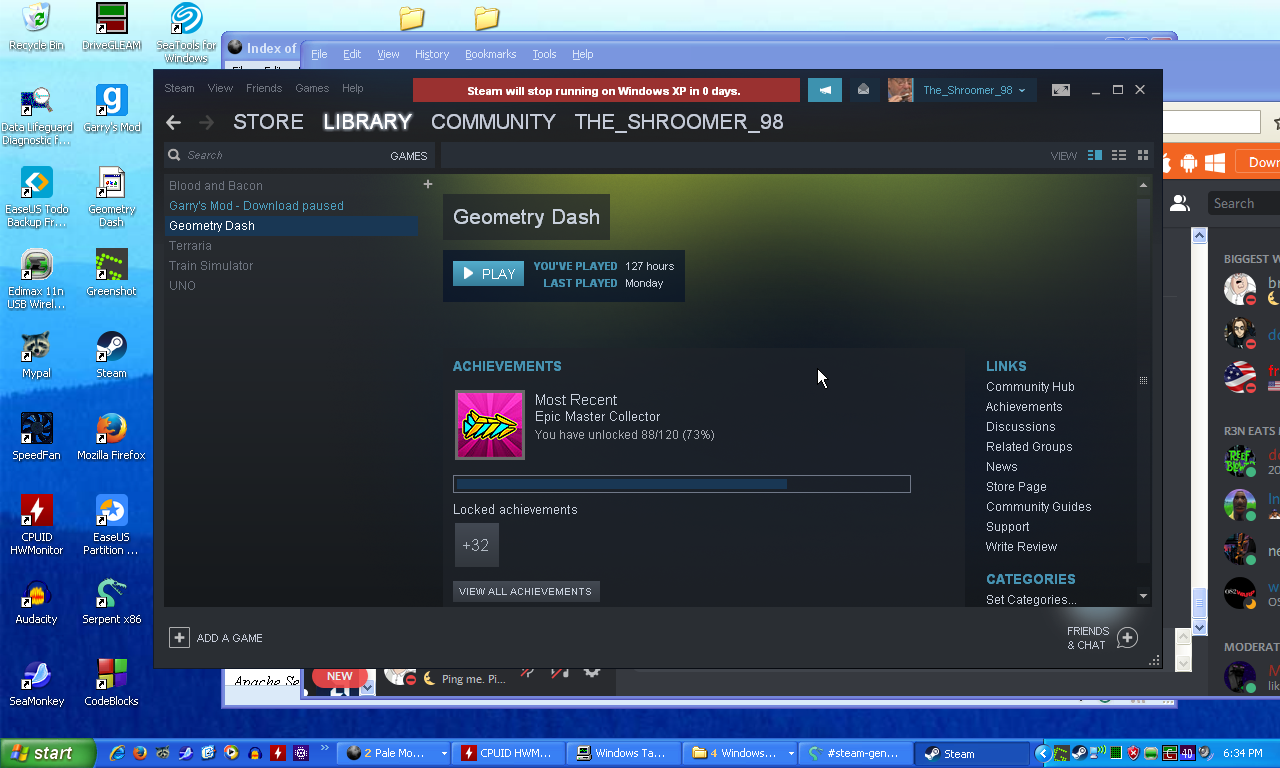 Recycle Bin
DriveGLEAM
SeaTools for Windows
Data Lifeguard Diagnostic f...
Garry's Mod
EaseUS Todo Backup Fr...
Geometry Dash
Edimax 11n USB Wirel...
Greenshot
Mypal
Steam
SpeedFan
Mozilla Firefox
CPUID HWMonitor
EaseUS Partition ...
Audacity
Serpent x86
SeaMonkey
CodeBlocks
Index of
File Edit View History Bookmarks Tools Help
Steam View Friends Games Help
Steam will stop running on Windows XP in 0 days.
The_Shroomer_98
STORE LIBRARY COMMUNITY THE_SHROOMER_98
Search GAMES
VIEW
Blood and Bacon
Garry's Mod - Download paused
Geometry Dash
Terraria
Train Simulator
UNO
Geometry Dash
PLAY
YOU'VE PLAYED 127 hours
LAST PLAYED Monday
ACHIEVEMENTS
Most Recent
Epic Master Collector
You have unlocked 88/120 (73%)
Locked achievements
+32
VIEW ALL ACHIEVEMENTS
LINKS
Community Hub
Achievements
Discussions
Related Groups
News
Store Page
Community Guides
Support
Write Review
CATEGORIES
Set Categories...
+ ADD A GAME
FRIENDS & CHAT
Down
Search
BIGGEST W
R3N EATS
MODERAT
NEW
Ping me. Pi...
Apache Se
start
2 Pale Mo...
CPUID HWM...
Windows Ta...
4 Windows...
#steam-gen...
Steam
6:34 PM